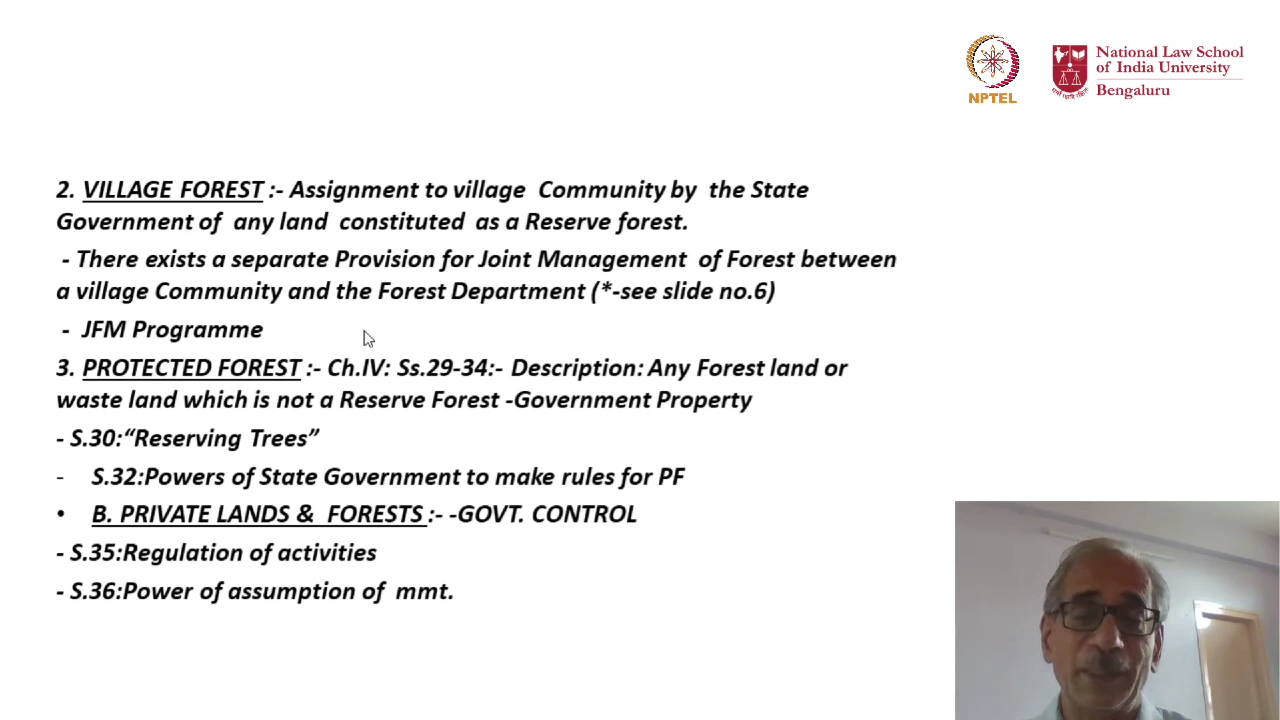 NPTEL
National Law School
of India University
Bengaluru
2. VILLAGE FOREST :- Assignment to village Community by the State
Government of any land constituted as a Reserve forest.
- There exists a separate Provision for Joint Management of Forest between
a village Community and the Forest Department (*-see slide no.6)
- JFM Programme
3. PROTECTED FOREST :- Ch.IV: Ss.29-34:- Description: Any Forest land or
waste land which is not a Reserve Forest -Government Property
- S.30:“Reserving Trees”
- S.32:Powers of State Government to make rules for PF
• B. PRIVATE LANDS & FORESTS :- -GOVT. CONTROL
- S.35:Regulation of activities
- S.36:Power of assumption of mmt.